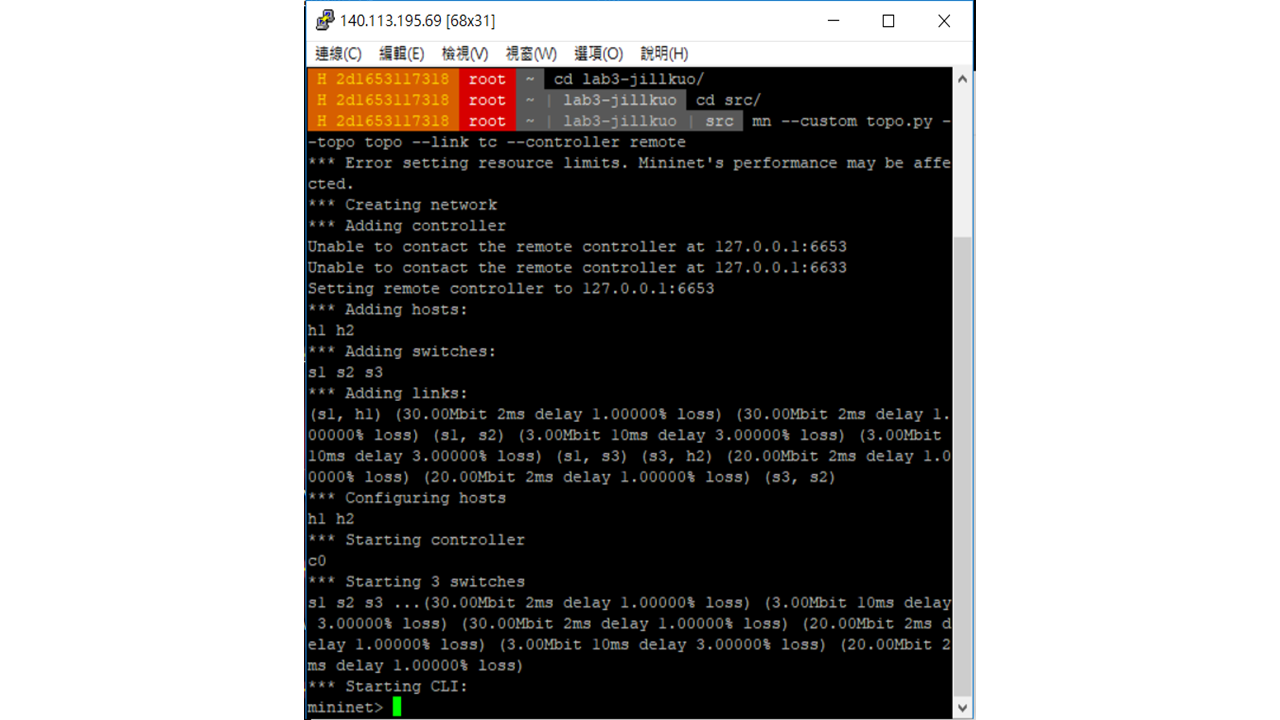 140.113.195.69 [68x31]
連線(C) 編輯(E) 檢視(V) 視窗(W) 選項(O) 說明(H)
H 2d1653117318 root ~ cd lab3-jillkuo/
H 2d1653117318 root ~ | lab3-jillkuo cd src/
H 2d1653117318 root ~ | lab3-jillkuo | src mn --custom topo.py -
-topo topo --link tc --controller remote
*** Error setting resource limits. Mininet's performance may be affe
cted.
*** Creating network
*** Adding controller
Unable to contact the remote controller at 127.0.0.1:6653
Unable to contact the remote controller at 127.0.0.1:6633
Setting remote controller to 127.0.0.1:6653
*** Adding hosts:
h1 h2
*** Adding switches:
s1 s2 s3
*** Adding links:
(s1, h1) (30.00Mbit 2ms delay 1.00000% loss) (30.00Mbit 2ms delay 1.
00000% loss) (s1, s2) (3.00Mbit 10ms delay 3.00000% loss) (3.00Mbit
10ms delay 3.00000% loss) (s1, s3) (s3, h2) (20.00Mbit 2ms delay 1.0
0000% loss) (20.00Mbit 2ms delay 1.00000% loss) (s3, s2)
*** Configuring hosts
h1 h2
*** Starting controller
c0
*** Starting 3 switches
s1 s2 s3 ...(30.00Mbit 2ms delay 1.00000% loss) (3.00Mbit 10ms delay
3.00000% loss) (30.00Mbit 2ms delay 1.00000% loss) (20.00Mbit 2ms d
elay 1.00000% loss) (3.00Mbit 10ms delay 3.00000% loss) (20.00Mbit 2
ms delay 1.00000% loss)
*** Starting CLI:
mininet>